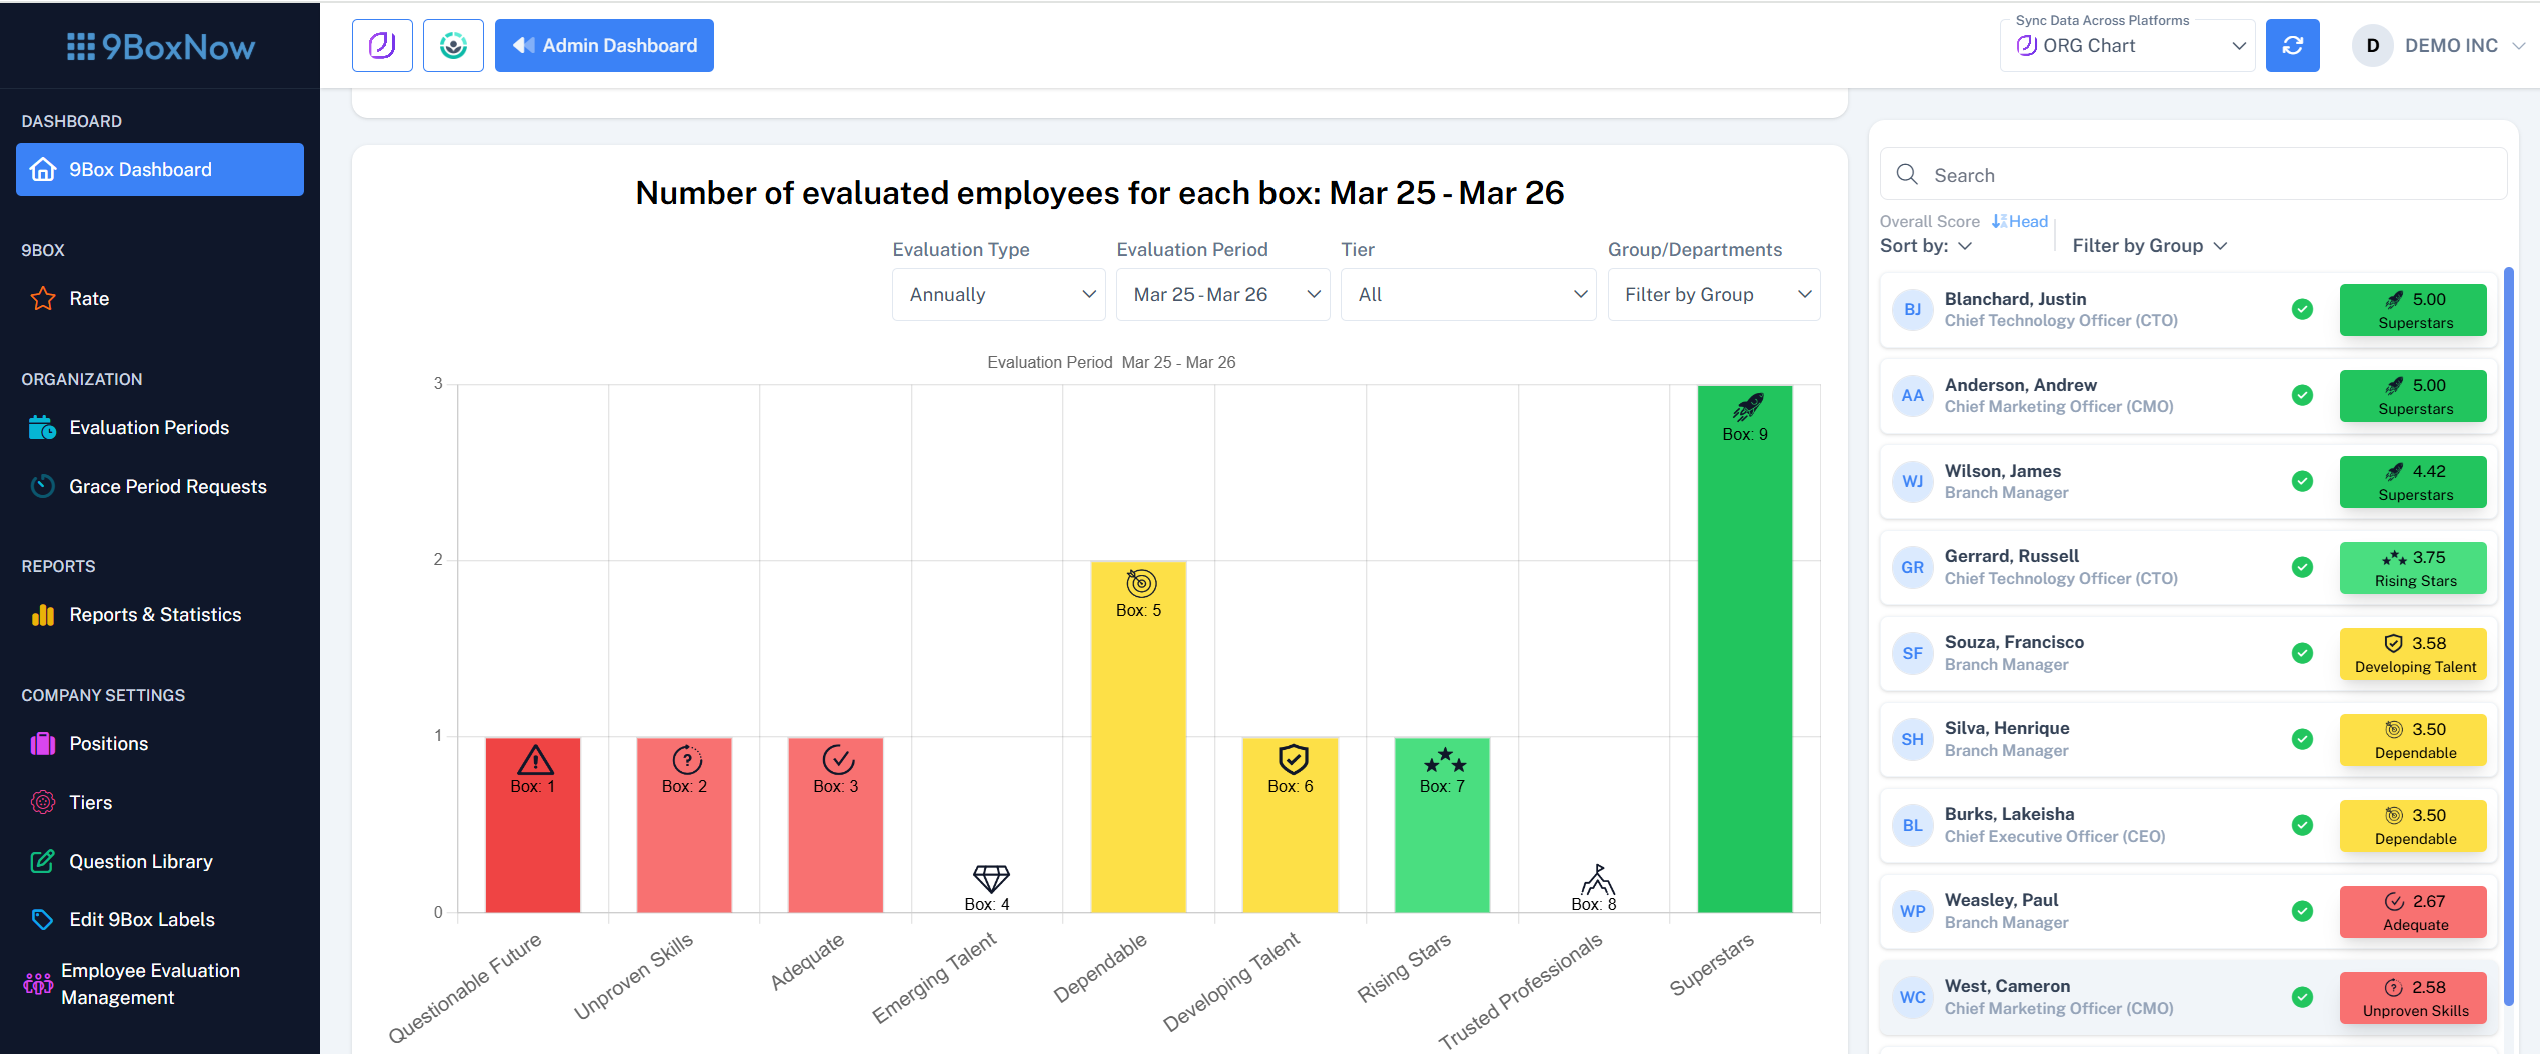 9BoxNow
Admin Dashboard
Sync Data Across Platforms
ORG Chart
D
DEMO INC
DASHBOARD
9Box Dashboard
9BOX
Rate
ORGANIZATION
Evaluation Periods
Grace Period Requests
REPORTS
Reports & Statistics
COMPANY SETTINGS
Positions
Tiers
Question Library
Edit 9Box Labels
Employee Evaluation
Management
Number of evaluated employees for each box: Mar 25 - Mar 26
Evaluation Type
Evaluation Period
Tier
Group/Departments
Annually
Mar 25 - Mar 26
All
Filter by Group
Evaluation Period Mar 25 - Mar 26
3
2
1
0
Box: 1
Box: 2
Box: 3
Box: 4
Box: 5
Box: 6
Box: 7
Box: 8
Box: 9
Questionable Future
Unproven Skills
Adequate
Emerging Talent
Dependable
Developing Talent
Rising Stars
Trusted Professionals
Superstars
Search
Overall Score
Head
Sort by:
Filter by Group
BJ
Blanchard, Justin
Chief Technology Officer (CTO)
5.00
Superstars
AA
Anderson, Andrew
Chief Marketing Officer (CMO)
5.00
Superstars
WJ
Wilson, James
Branch Manager
4.42
Superstars
GR
Gerrard, Russell
Chief Technology Officer (CTO)
3.75
Rising Stars
SF
Souza, Francisco
Branch Manager
3.58
Developing Talent
SH
Silva, Henrique
Branch Manager
3.50
Dependable
BL
Burks, Lakeisha
Chief Executive Officer (CEO)
3.50
Dependable
WP
Weasley, Paul
Branch Manager
2.67
Adequate
WC
West, Cameron
Chief Marketing Officer (CMO)
2.58
Unproven Skills